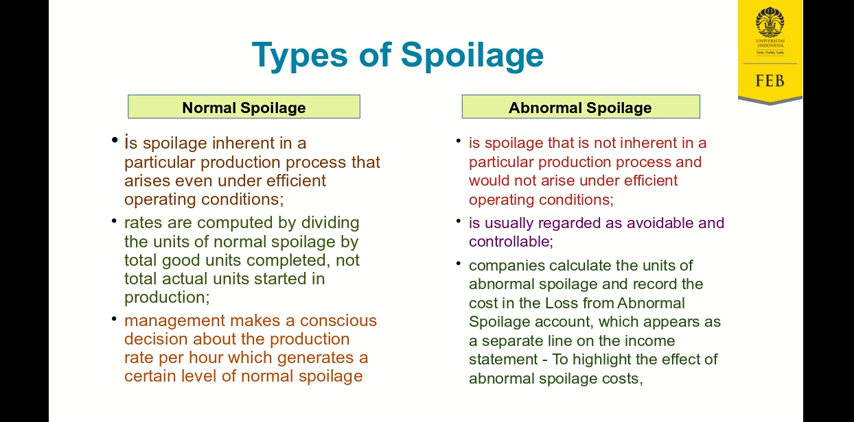 Types of Spoilage
UNIVERSITAS
INDONESIA
FEB
Normal Spoilage
• is spoilage inherent in a
particular production process that
arises even under efficient
operating conditions;
• rates are computed by dividing
the units of normal spoilage by
total good units completed, not
total actual units started in
production;
• management makes a conscious
decision about the production
rate per hour which generates a
certain level of normal spoilage
Abnormal Spoilage
• is spoilage that is not inherent in a
particular production process and
would not arise under efficient
operating conditions;
• is usually regarded as avoidable and
controllable;
• companies calculate the units of
abnormal spoilage and record the
cost in the Loss from Abnormal
Spoilage account, which appears as
a separate line on the income
statement - To highlight the effect of
abnormal spoilage costs,